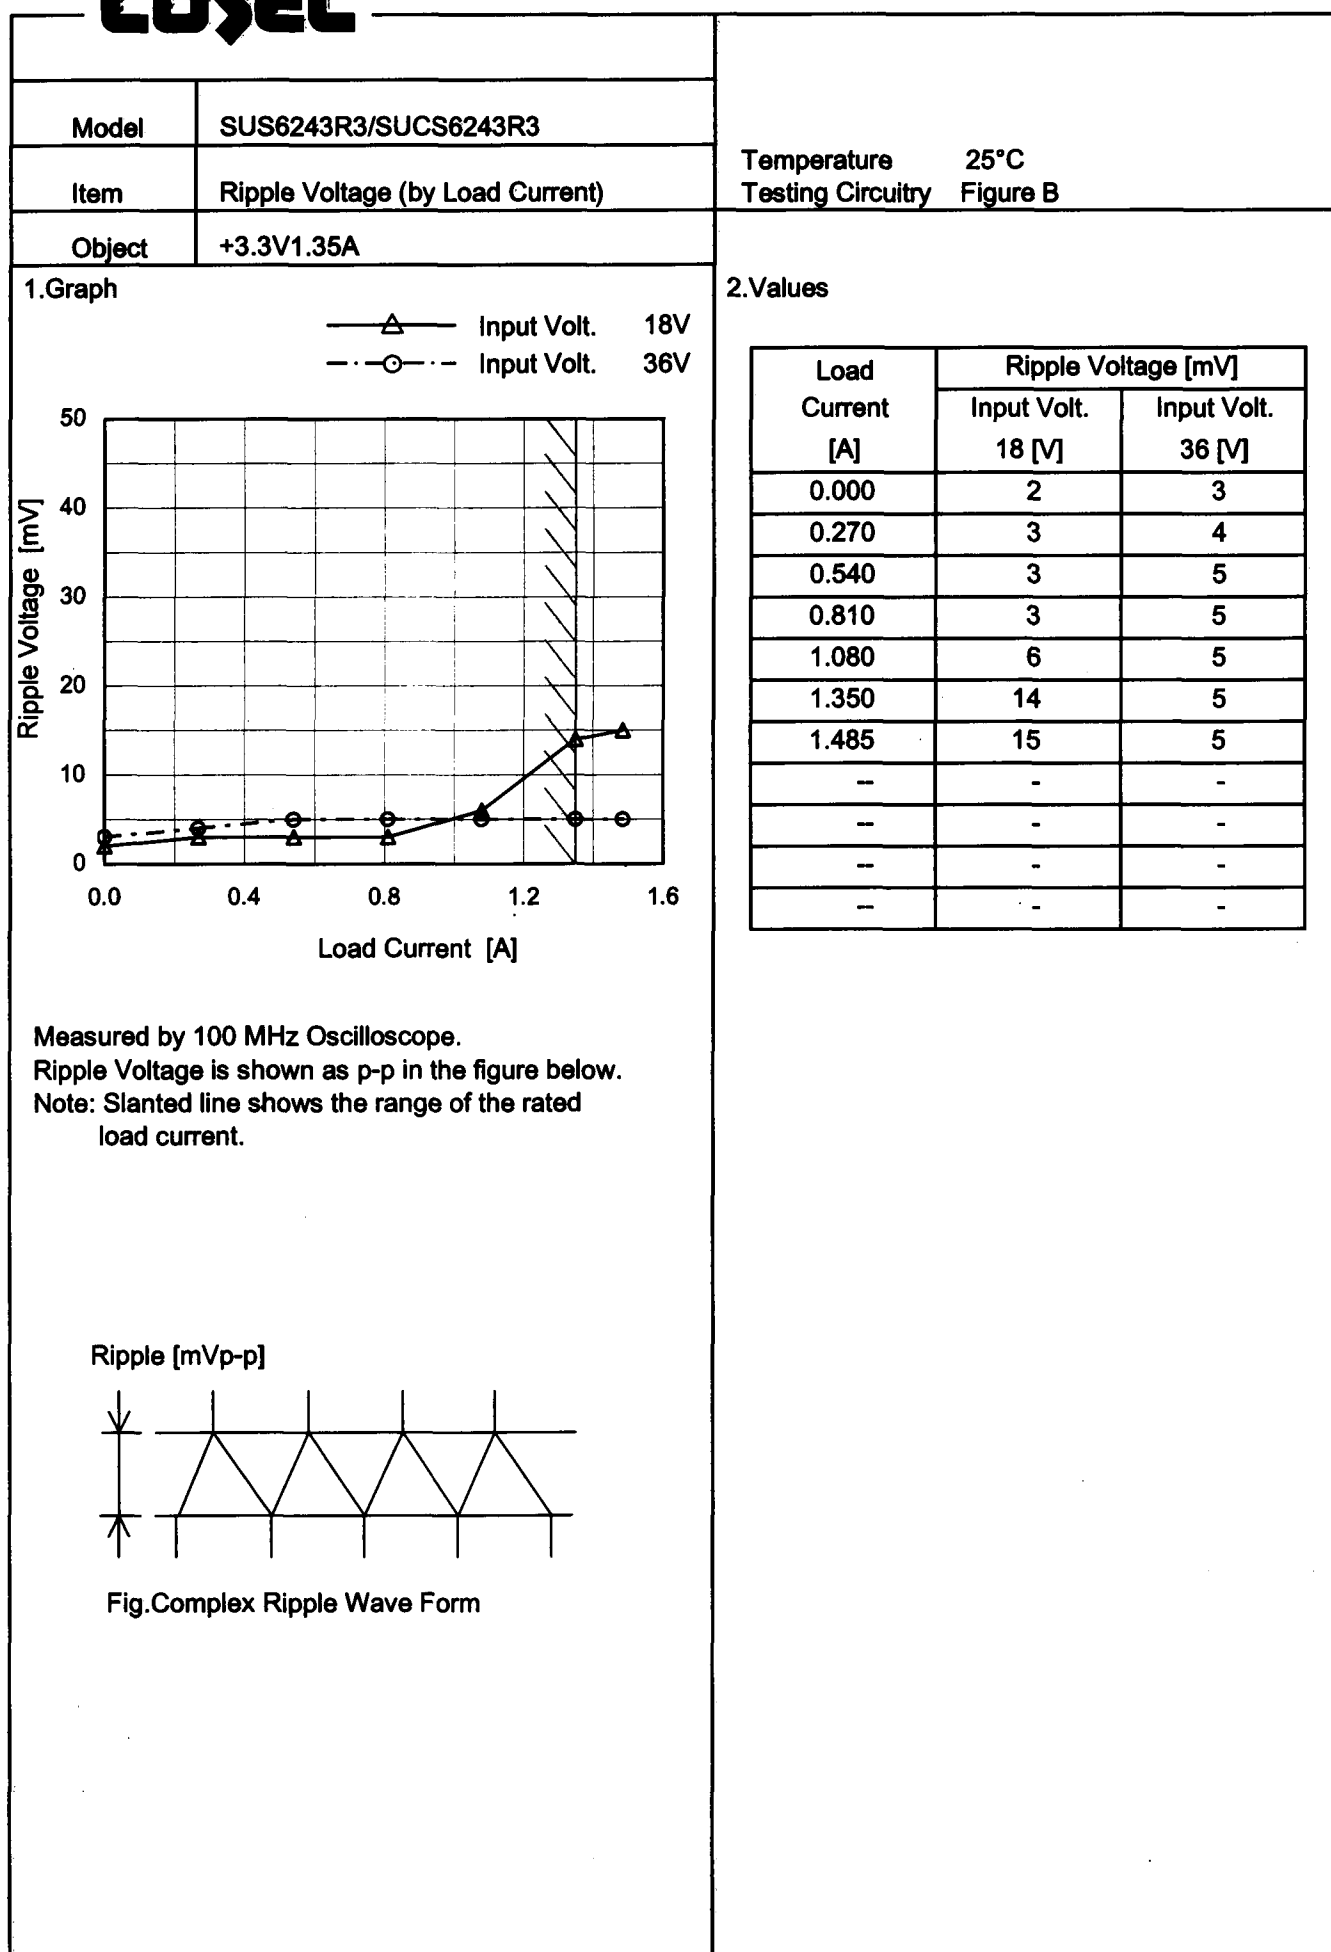 COSEL
Model SUS6243R3/SUCS6243R3
Item Ripple Voltage (by Load Current)
Object +3.3V1.35A
Temperature 25°C
Testing Circuitry Figure B
1.Graph
Input Volt. 18V
Input Volt. 36V
50
40
30
20
10
0
Ripple Voltage [mV]
0.0 0.4 0.8 1.2 1.6
Load Current [A]
Measured by 100 MHz Oscilloscope.
Ripple Voltage is shown as p-p in the figure below.
Note: Slanted line shows the range of the rated
load current.
Ripple [mVp-p]
Fig.Complex Ripple Wave Form
2.Values
Load Ripple Voltage [mV]
Current Input Volt. Input Volt.
[A] 18 [V] 36 [V]
0.000 2 3
0.270 3 4
0.540 3 5
0.810 3 5
1.080 6 5
1.350 14 5
1.485 15 5
-- - -
-- - -
-- - -
-- - -